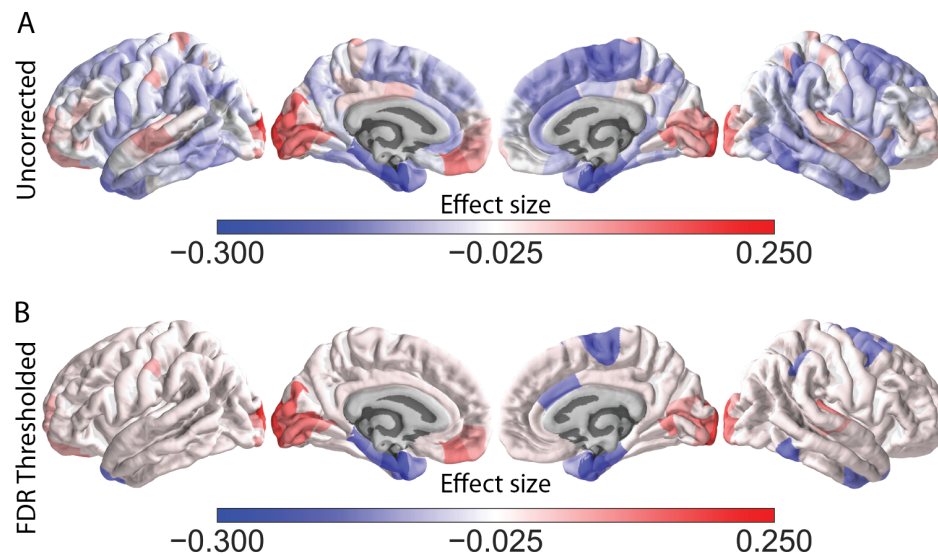 A
Uncorrected
Effect size
−0.300 −0.025 0.250
B
FDR Thresholded
Effect size
−0.300 −0.025 0.250